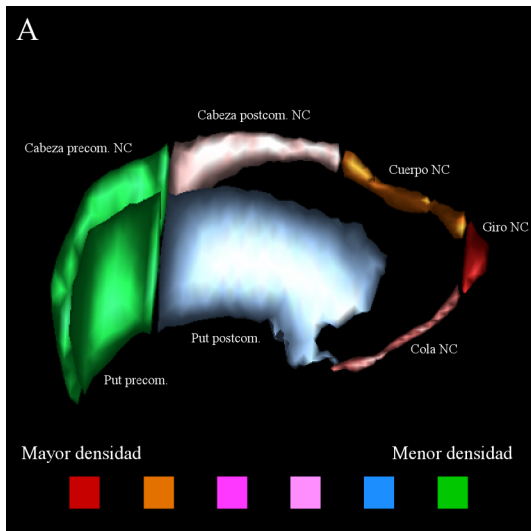 A
Cabeza postcom. NC
Cabeza precom. NC
Cuerpo NC
Giro NC
Put postcom.
Cola NC
Put precom.
Mayor densidad
Menor densidad